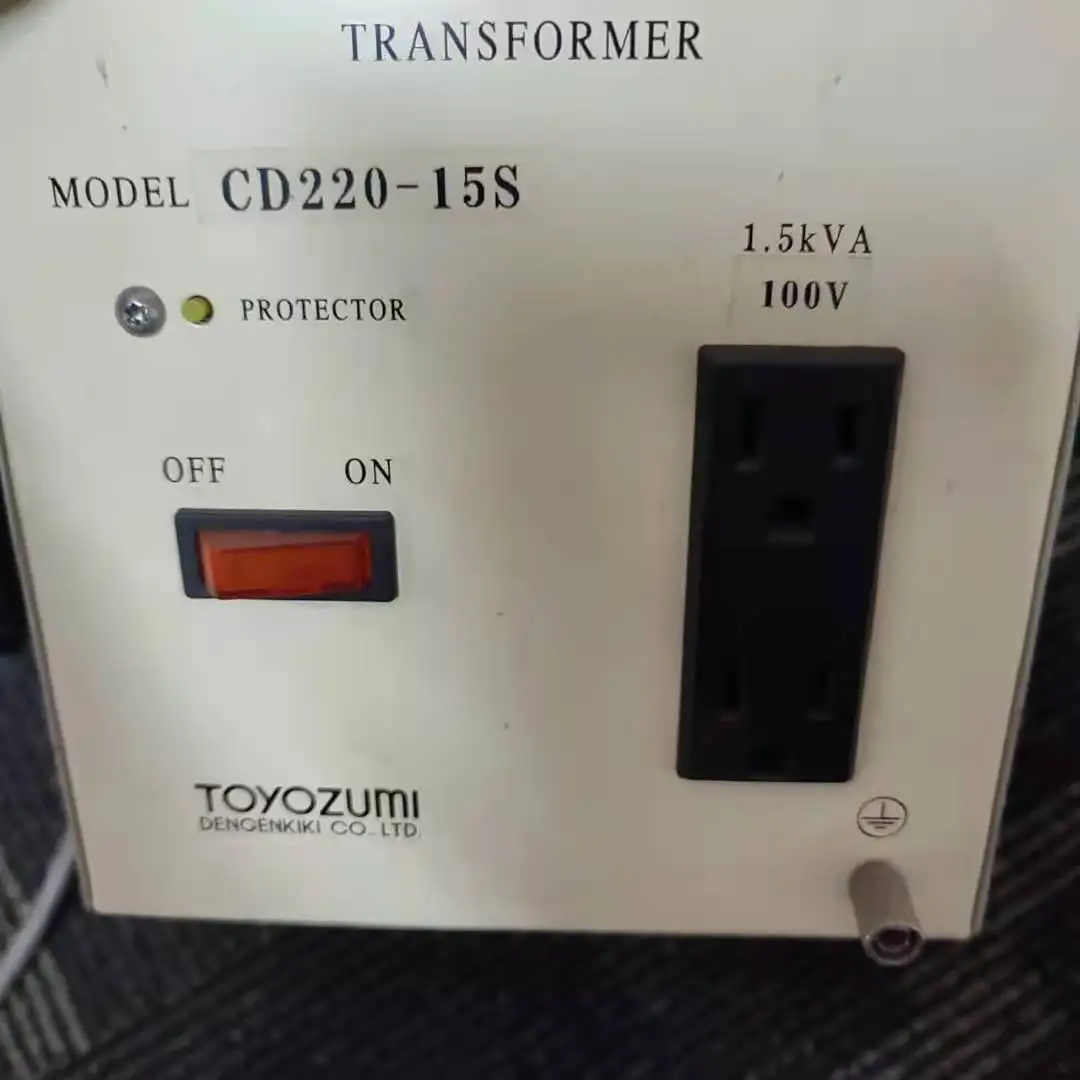 TRANSFORMER
MODEL CD220-15S
1.5kVA
100V
PROTECTOR
OFF ON
TOYOZUMI
DENGENKIKI CO.,LTD.